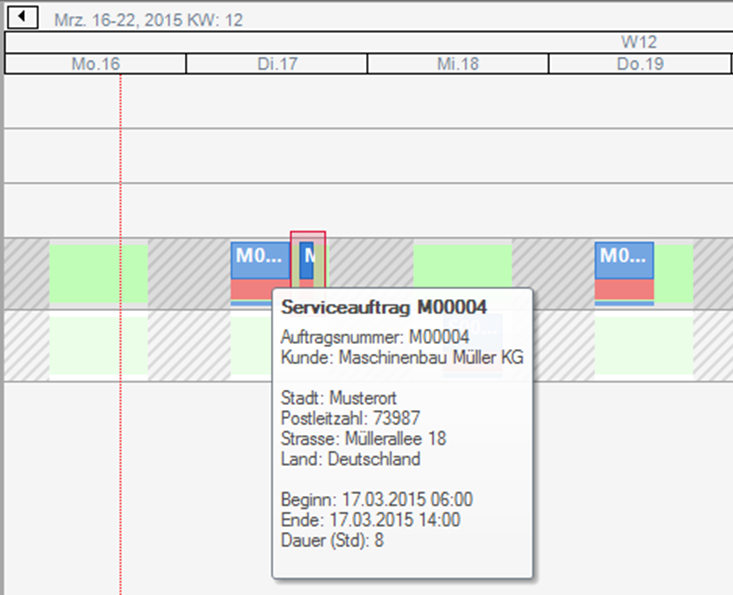 Mrz. 16-22, 2015 KW: 12
W12
Mo.16 Di.17 Mi.18 Do.19
M0... M M0...
Serviceauftrag M00004
Auftragsnummer: M00004
Kunde: Maschinenbau Müller KG
Stadt: Musterort
Postleitzahl: 73987
Strasse: Müllerallee 18
Land: Deutschland
Beginn: 17.03.2015 06:00
Ende: 17.03.2015 14:00
Dauer (Std): 8